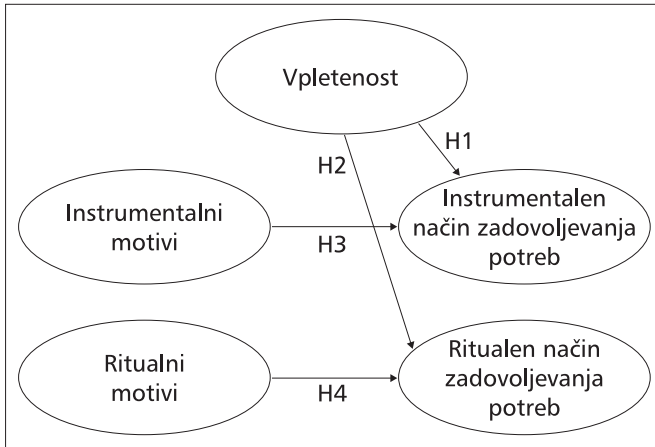 Vpletenost
H1
H2
Instrumentalni
motivi
H3
Instrumentalen
način zadovoljevanja
potreb
Ritualni
motivi
H4
Ritualen način
zadovoljevanja
potreb